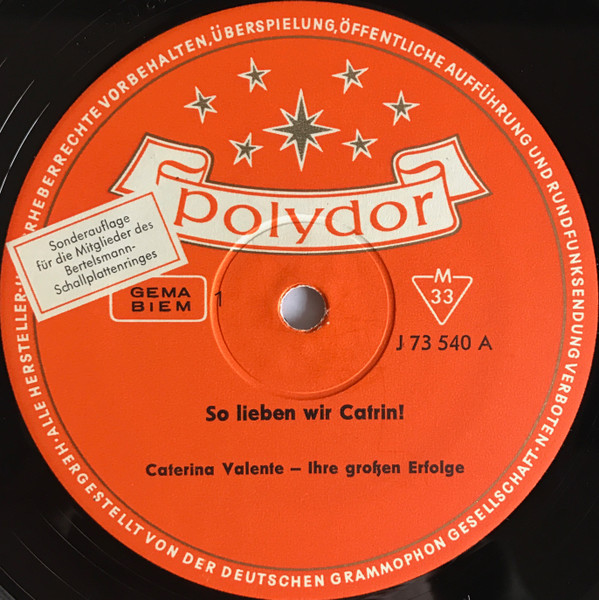 ·ALLE HERSTELLER-U RHEBERRECHTE VORBEHALTEN, ÜBERSPIELUNG, ÖFFENTLICHE AUFFÜHRUNG UND RUNDFUNKSENDUNG VERBOTEN·
polydor
Sonderauflage
für die Mitglieder des
Bertelsmann-
Schallplattenringes
GEMA
BIEM
1
M
33
J 73 540 A
So lieben wir Catrin!
Caterina Valente – Ihre großen Erfolge
HERGESTELLT VON DER DEUTSCHEN GRAMMOPHON GESELLSCHAFT